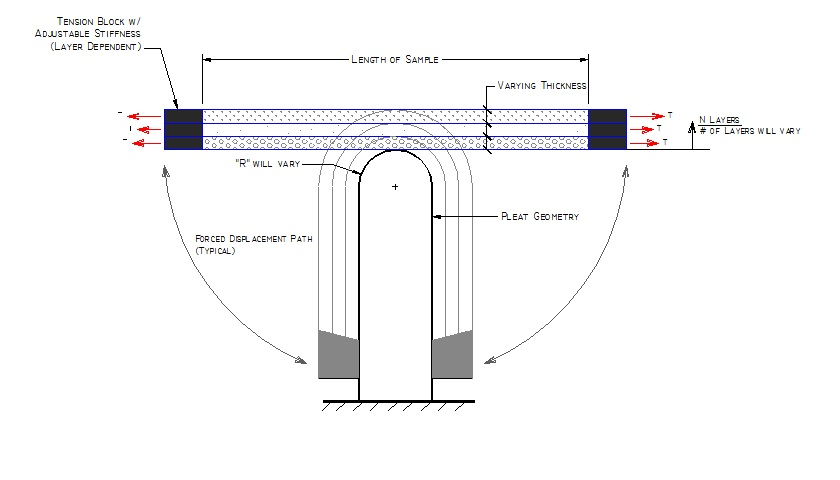 TENSION BLOCK W/
ADJUSTABLE STIFFNESS
(LAYER DEPENDENT)
LENGTH OF SAMPLE
VARYING THICKNESS
T
T
T
N LAYERS
# OF LAYERS WILL VARY
"R" WILL VARY
PLEAT GEOMETRY
FORCED DISPLACEMENT PATH
(TYPICAL)